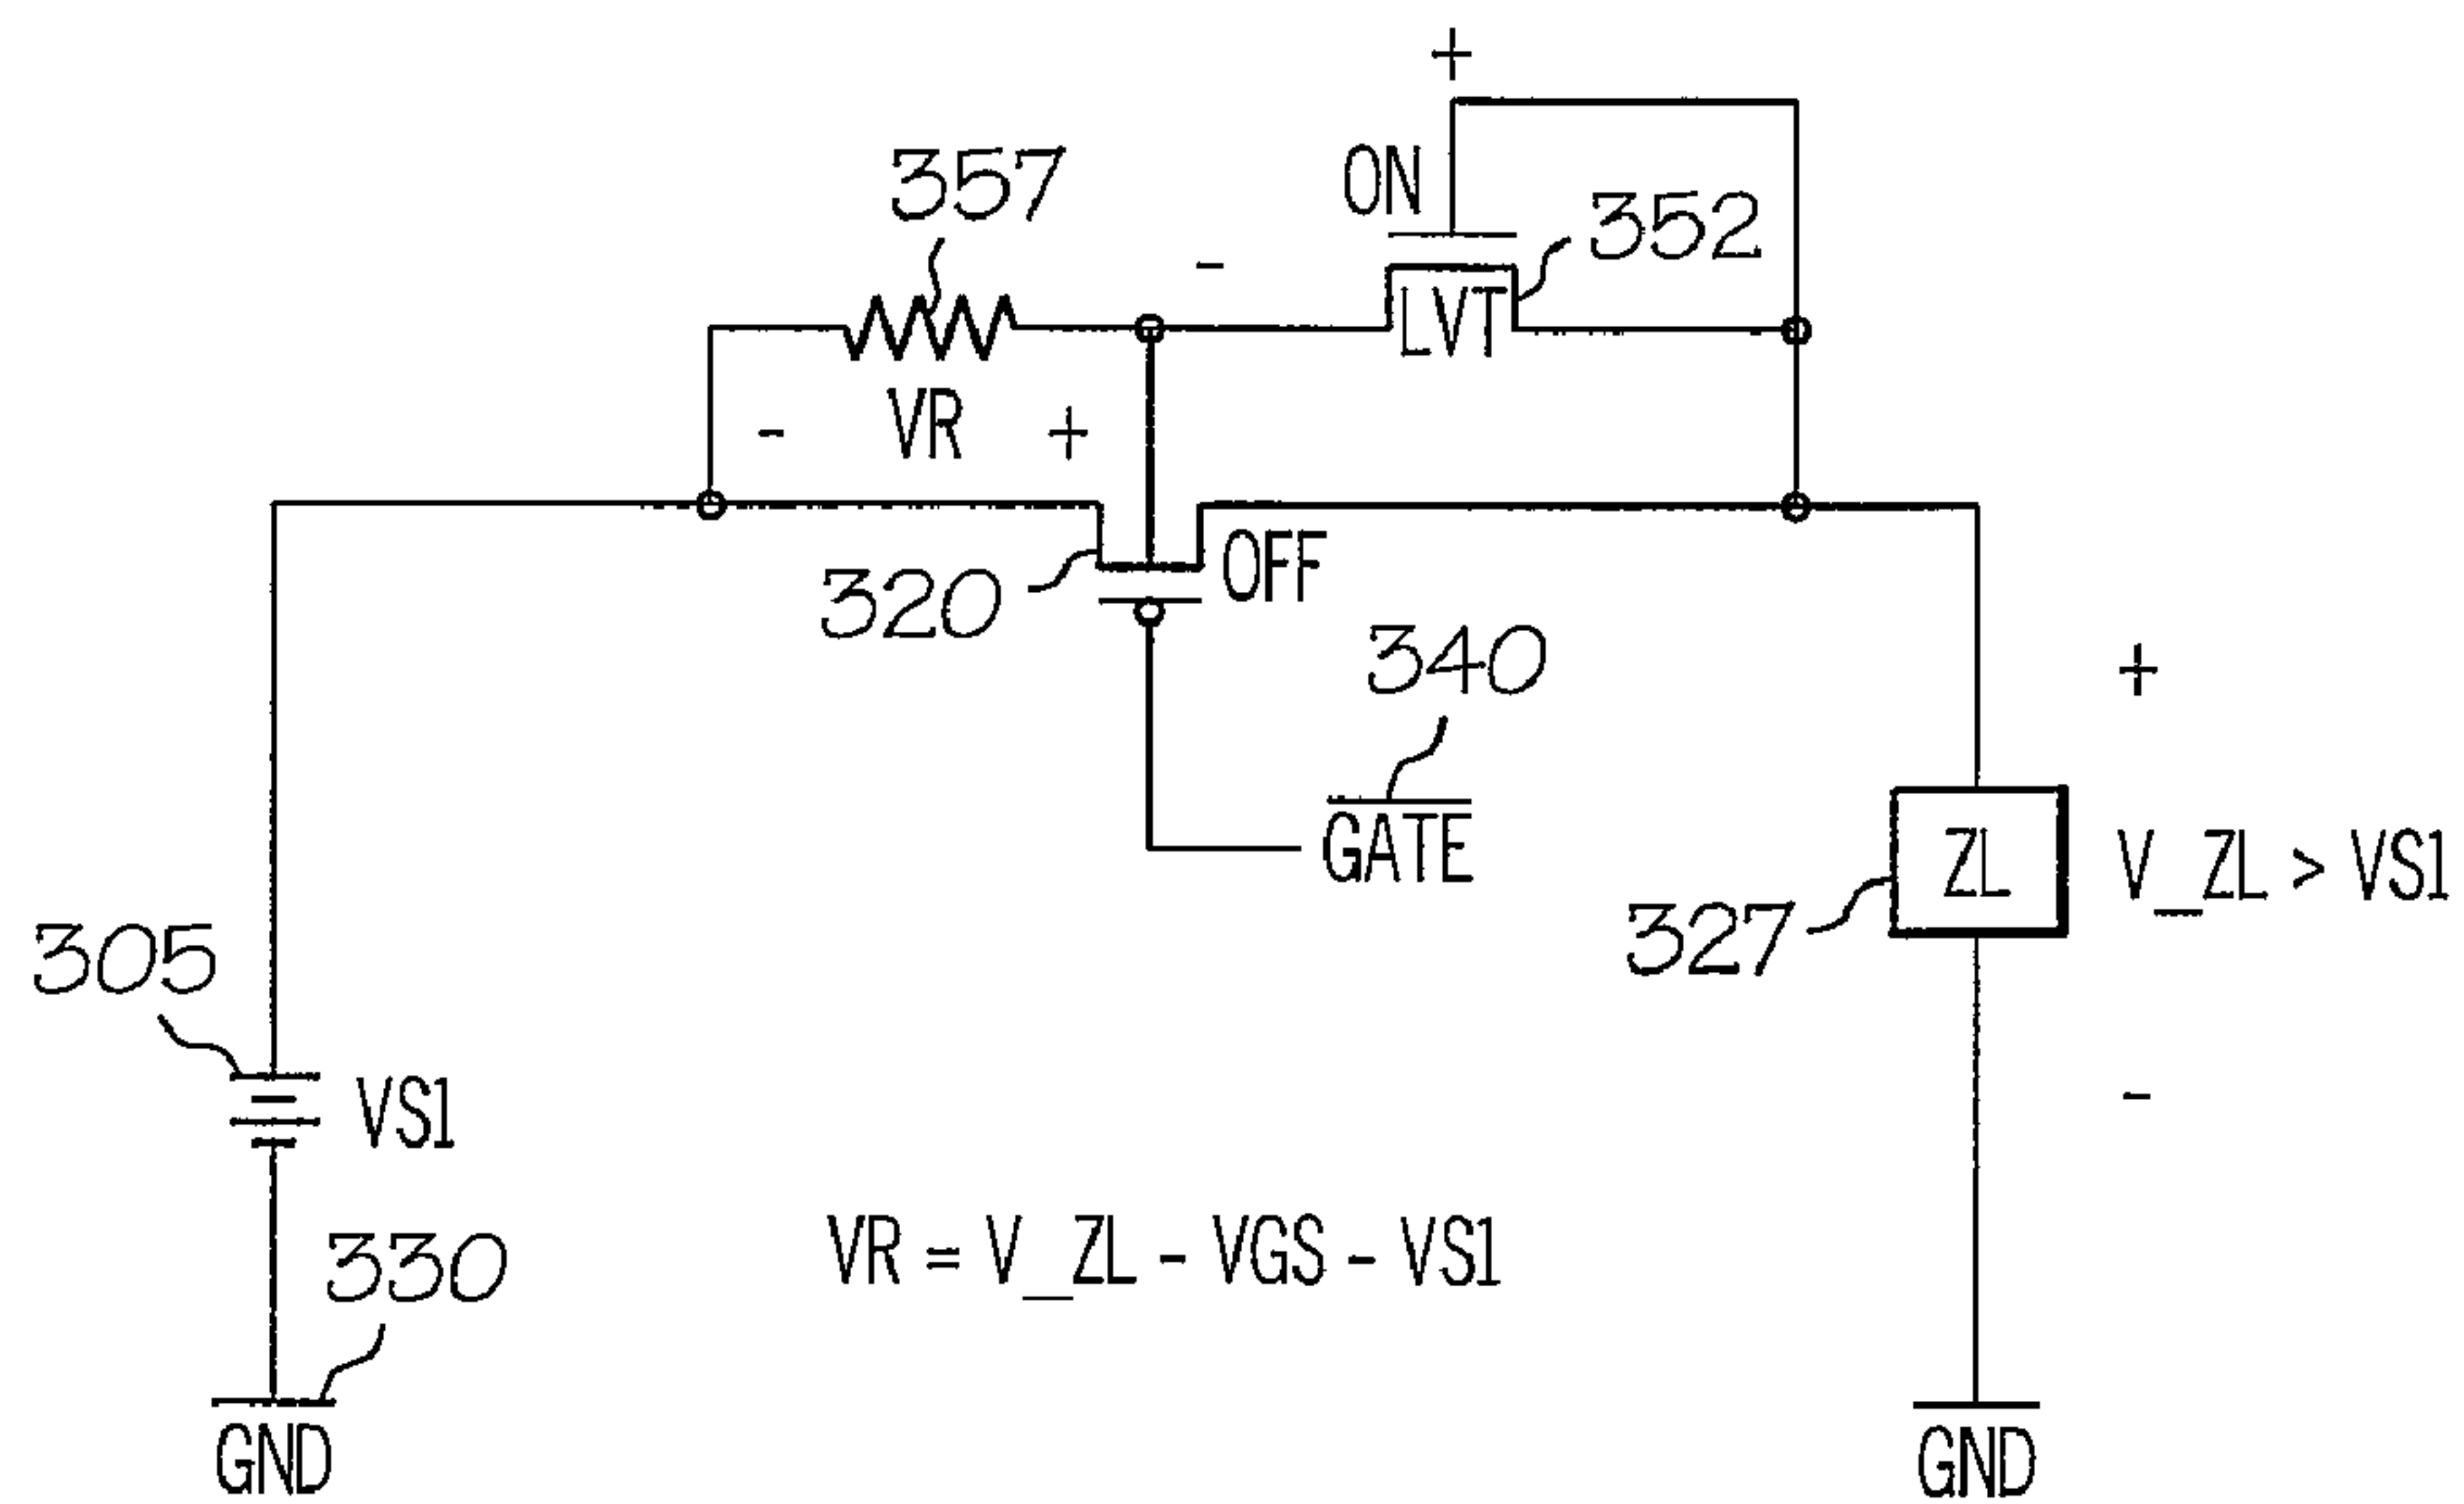 +
357
ON
352
-
LVT
- VR +
320
OFF
340
+
GATE
ZL
V_ZL > VS1
327
305
VS1
-
330
VR = V_ZL - VGS - VS1
GND
GND